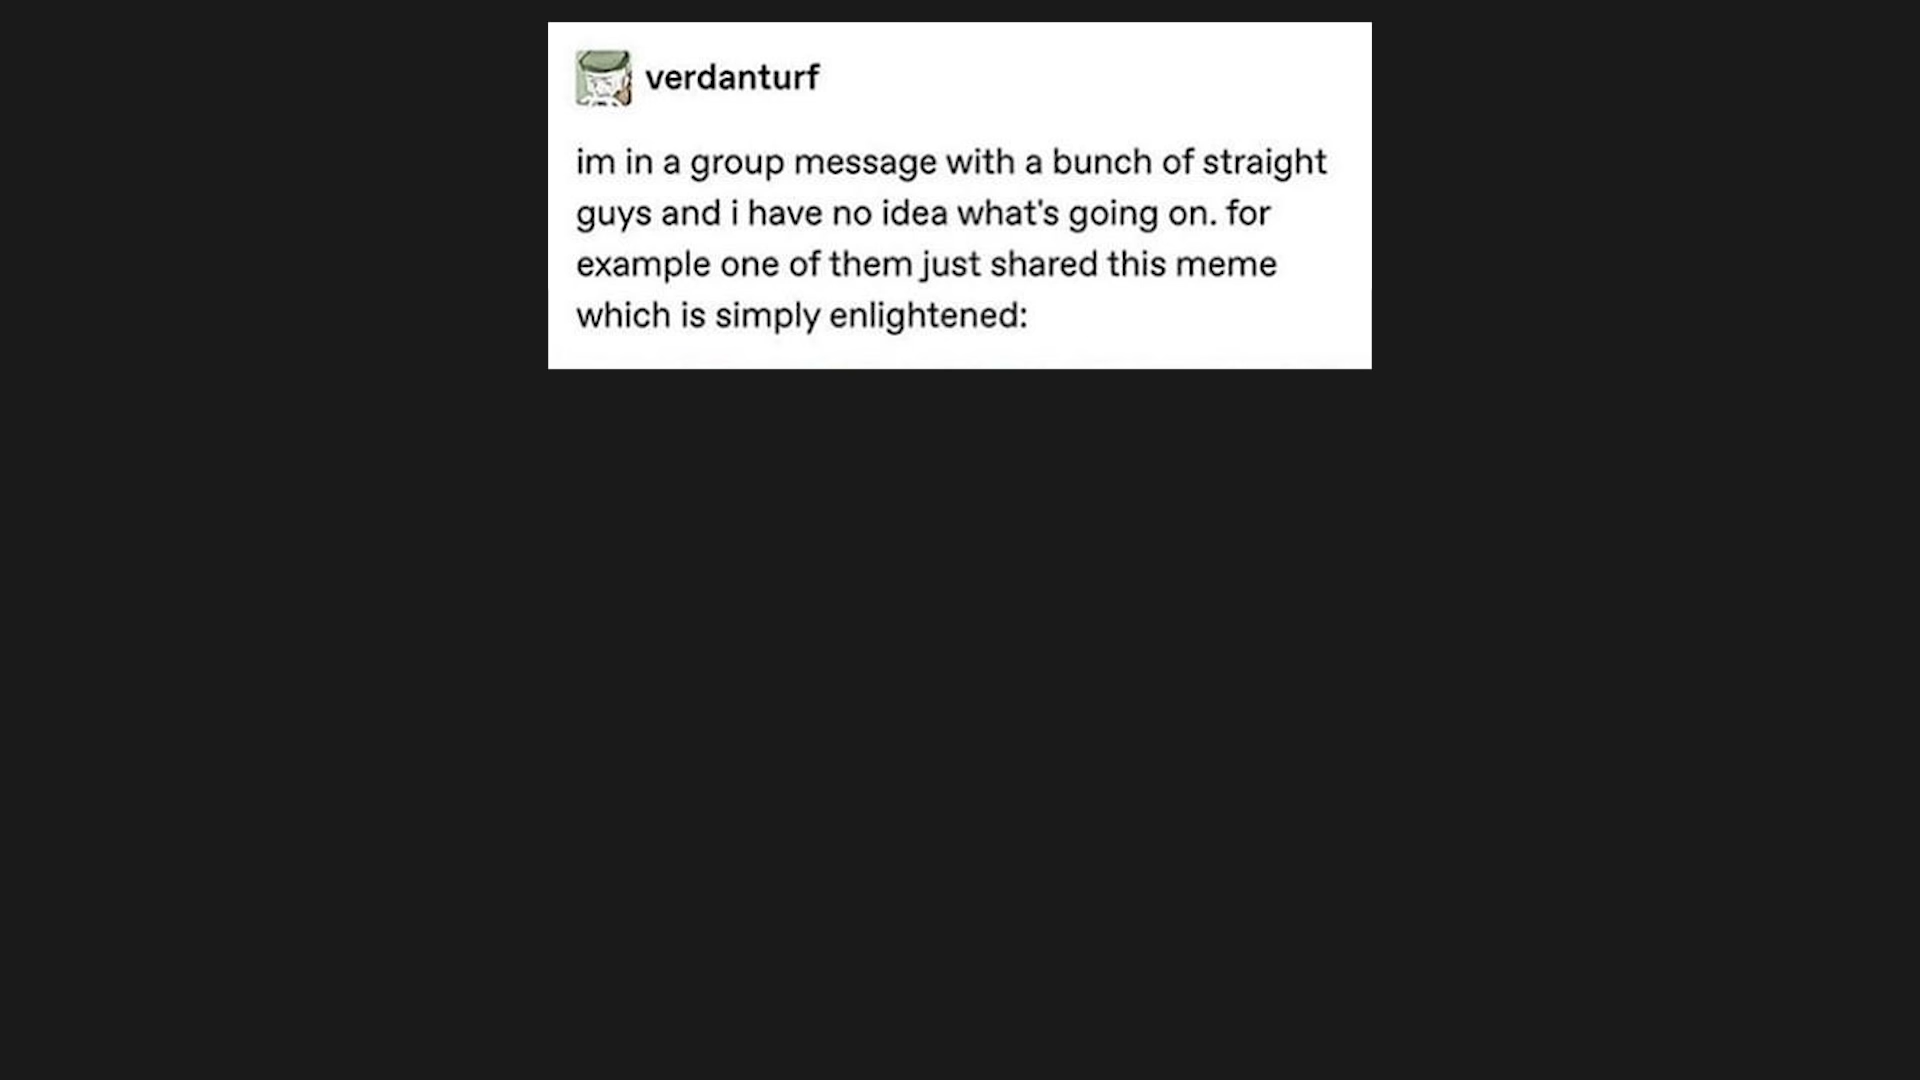 verdanturf
im in a group message with a bunch of straight
guys and i have no idea what's going on. for
example one of them just shared this meme
which is simply enlightened: